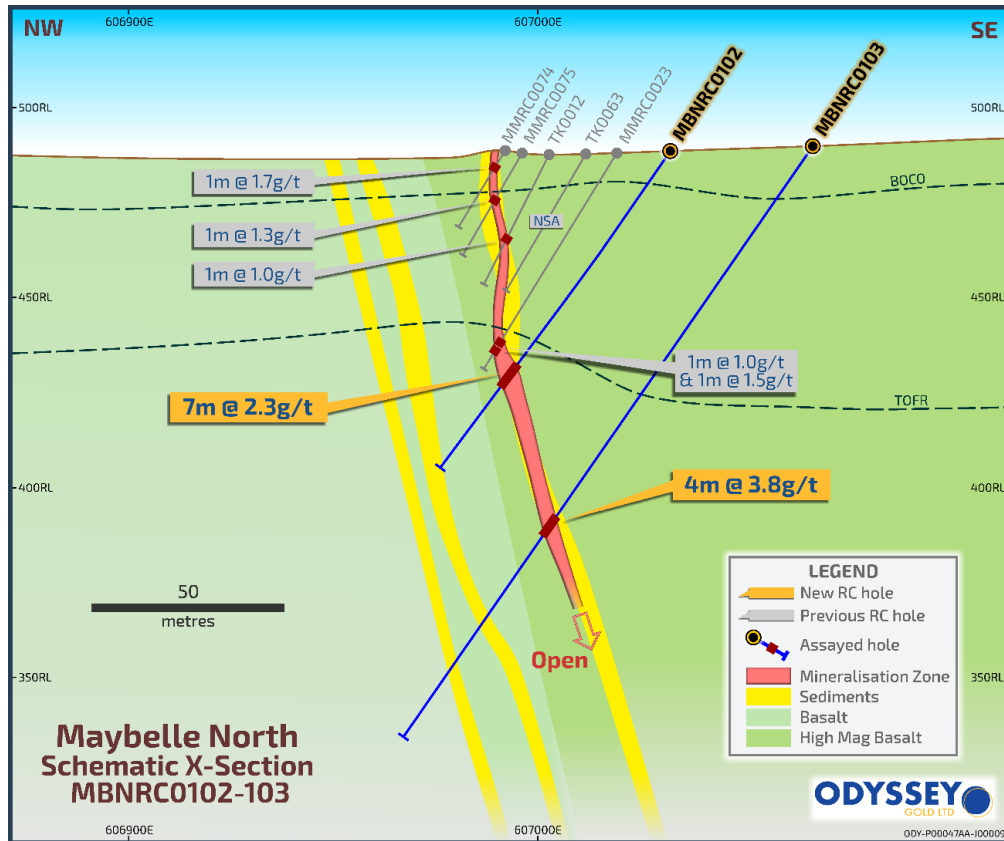 606900E
607000E
NW
SE
500RL
500RL
MMRC0074
MMRC0075
TK0012
TK0063
MMRC0023
MBNRC0102
MBNRC0103
1m @ 1.7g/t
BOCO
NSA
1m @ 1.3g/t
1m @ 1.0g/t
450RL
450RL
1m @ 1.0g/t
& 1m @ 1.5g/t
7m @ 2.3g/t
TOFR
4m @ 3.8g/t
400RL
400RL
50
metres
Open
LEGEND
New RC hole
Previous RC hole
Assayed hole
Mineralisation Zone
Sediments
Basalt
High Mag Basalt
350RL
350RL
Maybelle North
Schematic X-Section
MBNRC0102-103
ODYSSEY
GOLD LTD
606900E
607000E
ODY-P00047AA-J00009